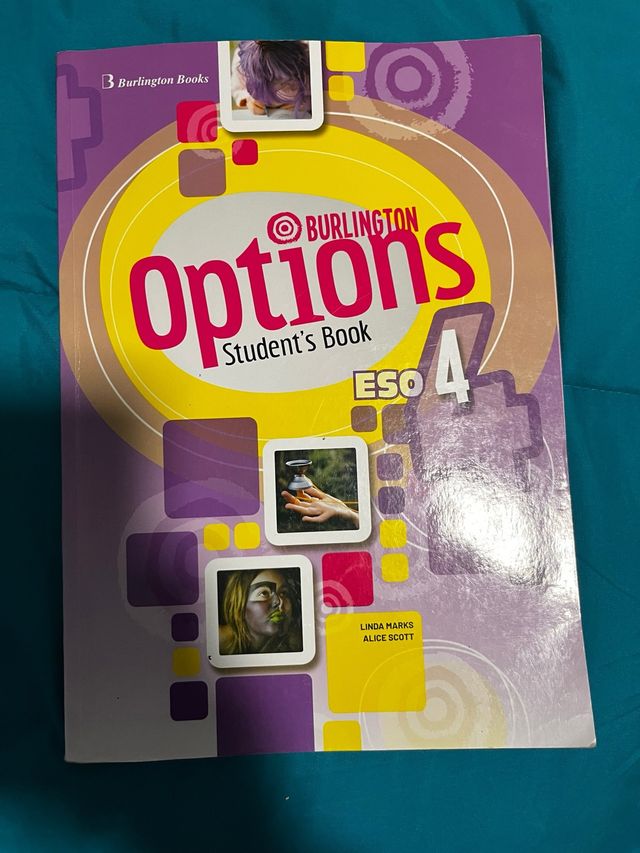 Burlington Books
BURLINGTON
Options
Student's Book
ESO 4
LINDA MARKS
ALICE SCOTT